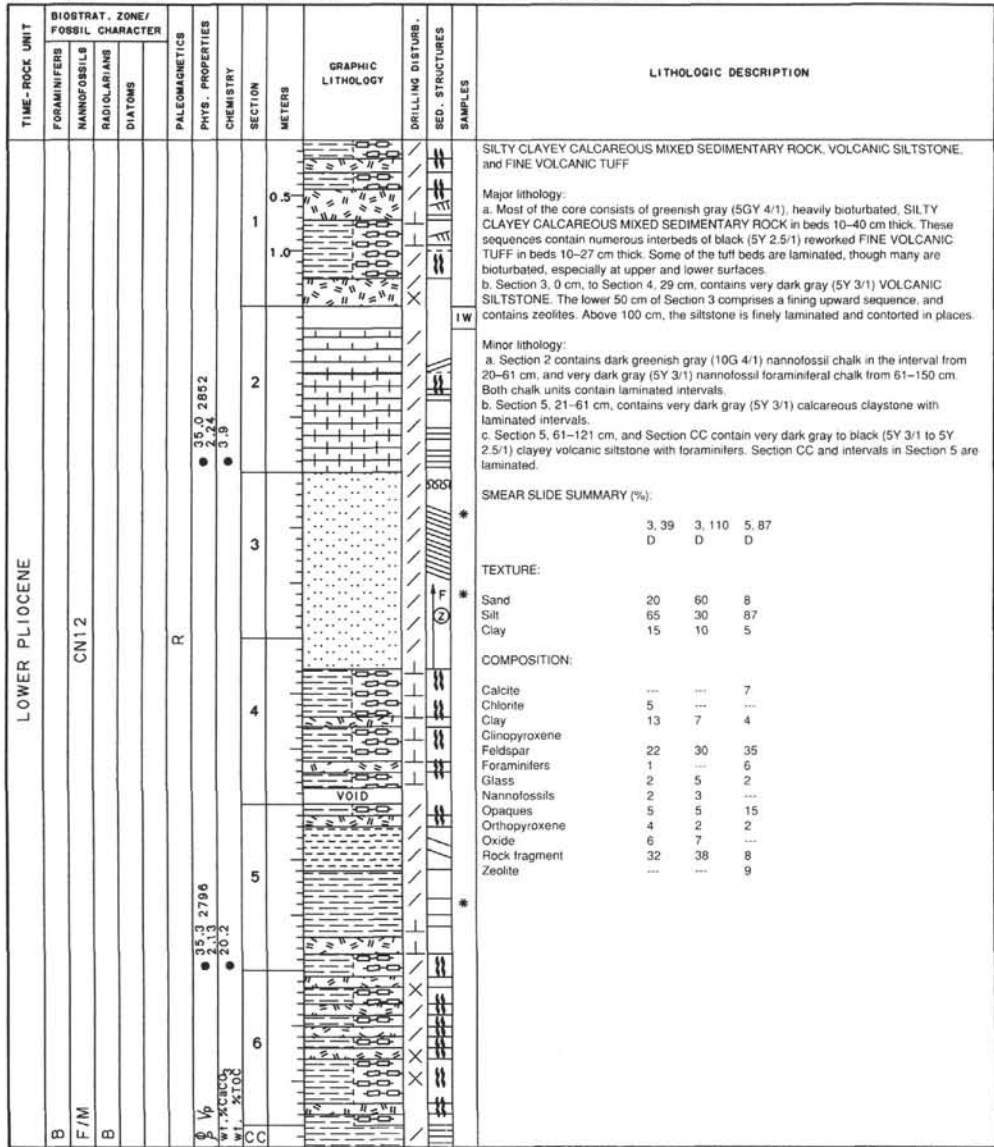 TIME-ROCK UNIT
BIOSTRAT. ZONE/
FOSSIL CHARACTER
FORAMINIFERS
NANNOFOSSILS
RADIOLARIANS
DIATOMS
PALEOMAGNETICS
PHYS. PROPERTIES
CHEMISTRY
SECTION
METERS
GRAPHIC
LITHOLOGY
DRILLING DISTURB.
SED. STRUCTURES
SAMPLES
LITHOLOGIC DESCRIPTION
LOWER PLIOCENE
B
F/M
CN12
B
R
● 35.0 2852
2.24
● 3.9
● 35.3 2796
2.13
● 20.2
φ Vp
ρ
wt.%CaCO3
wt. %TOC
1
0.5
1.0
2
3
4
5
6
CC
VOID
F
Z
IW
*
*
*
SILTY CLAYEY CALCAREOUS MIXED SEDIMENTARY ROCK, VOLCANIC SILTSTONE,
and FINE VOLCANIC TUFF
Major lithology:
a. Most of the core consists of greenish gray (5GY 4/1), heavily bioturbated, SILTY
CLAYEY CALCAREOUS MIXED SEDIMENTARY ROCK in beds 10–40 cm thick. These
sequences contain numerous interbeds of black (5Y 2.5/1) reworked FINE VOLCANIC
TUFF in beds 10–27 cm thick. Some of the tuff beds are laminated, though many are
bioturbated, especially at upper and lower surfaces.
b. Section 3, 0 cm, to Section 4, 29 cm, contains very dark gray (5Y 3/1) VOLCANIC
SILTSTONE. The lower 50 cm of Section 3 comprises a fining upward sequence, and
contains zeolites. Above 100 cm, the siltstone is finely laminated and contorted in places.
Minor lithology:
a. Section 2 contains dark greenish gray (10G 4/1) nannofossil chalk in the interval from
20–61 cm, and very dark gray (5Y 3/1) nannofossil foraminiferal chalk from 61–150 cm.
Both chalk units contain laminated intervals.
b. Section 5, 21–61 cm, contains very dark gray (5Y 3/1) calcareous claystone with
laminated intervals.
c. Section 5, 61–121 cm, and Section CC contain very dark gray to black (5Y 3/1 to 5Y
2.5/1) clayey volcanic siltstone with foraminifers. Section CC and intervals in Section 5 are
laminated.
SMEAR SLIDE SUMMARY (%):
3, 39 3, 110 5, 87
D D D
TEXTURE:
Sand 20 60 8
Silt 65 30 87
Clay 15 10 5
COMPOSITION:
Calcite --- --- 7
Chlorite 5 --- ---
Clay 13 7 4
Clinopyroxene
Feldspar 22 30 35
Foraminifers 1 --- 6
Glass 2 5 2
Nannofossils 2 3 ---
Opaques 5 5 15
Orthopyroxene 4 2 2
Oxide 6 7 ---
Rock fragment 32 38 8
Zeolite --- --- 9